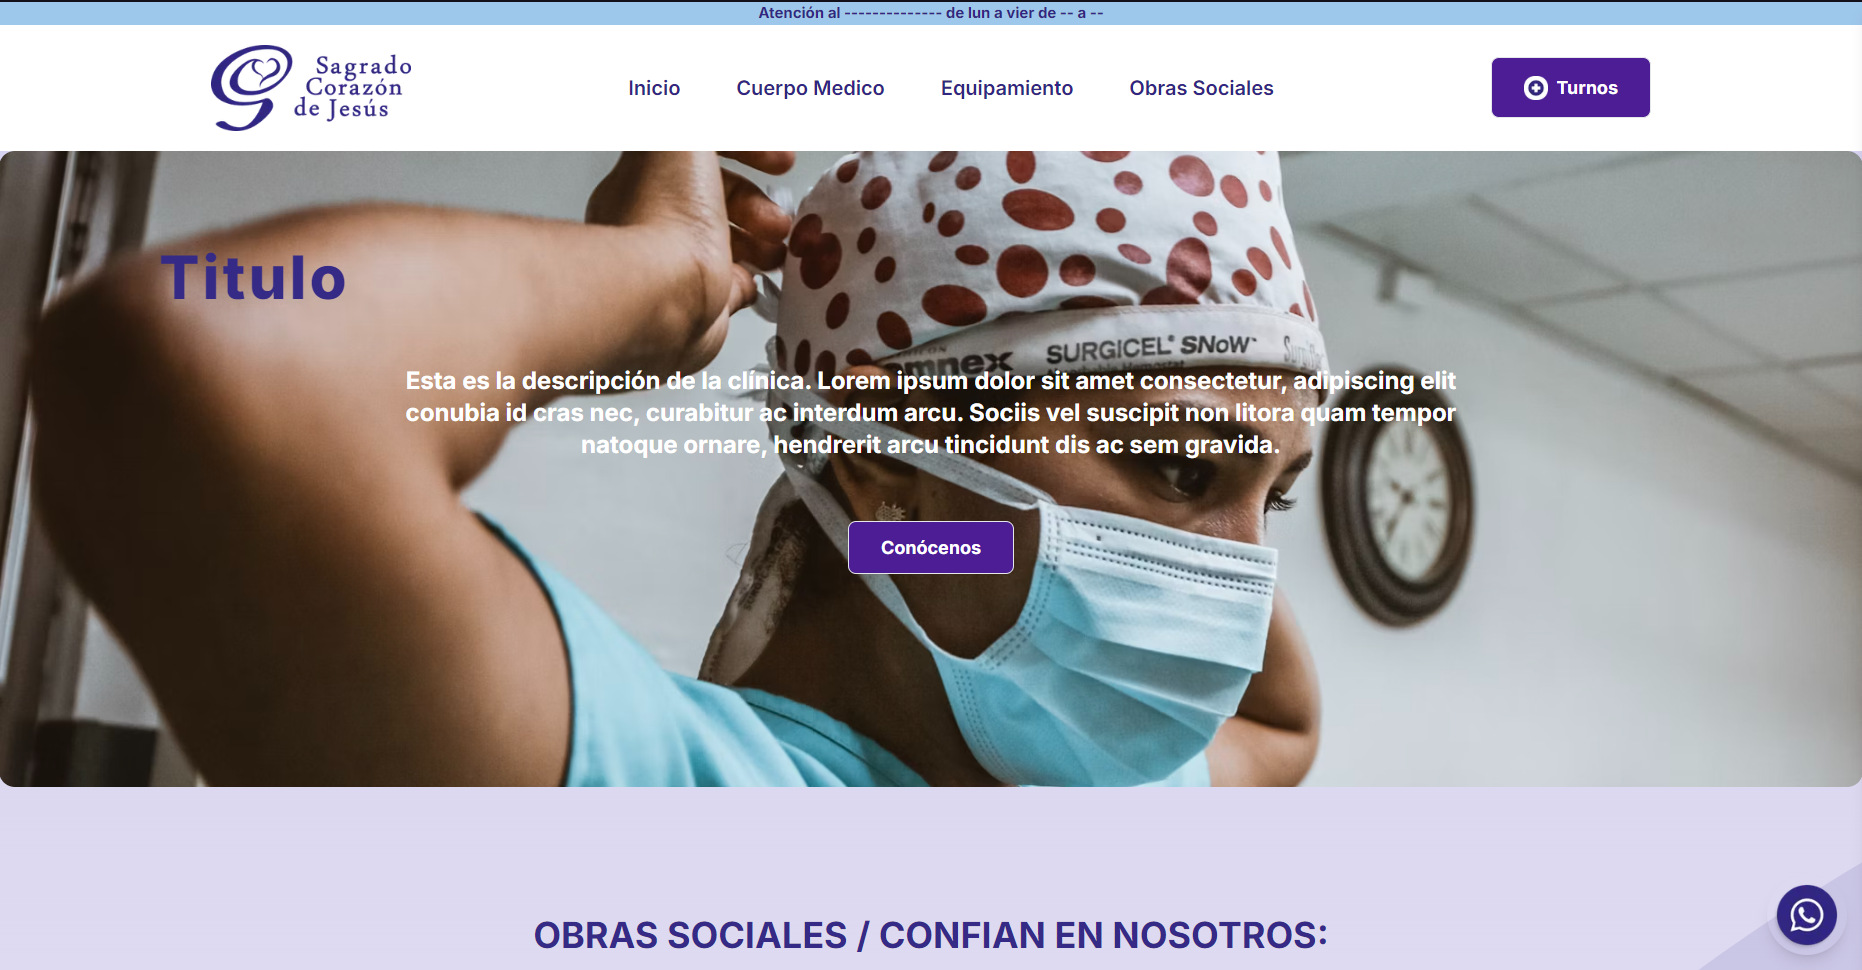 Atención al -------------- de lun a vier de -- a --
Sagrado
Corazón
de Jesús
Inicio
Cuerpo Medico
Equipamiento
Obras Sociales
Turnos
Titulo
SURGICEL® SNoW™
Esta es la descripción de la clínica. Lorem ipsum dolor sit amet consectetur, adipiscing elit
conubia id cras nec, curabitur ac interdum arcu. Sociis vel suscipit non litora quam tempor
natoque ornare, hendrerit arcu tincidunt dis ac sem gravida.
Conócenos
OBRAS SOCIALES / CONFIAN EN NOSOTROS: